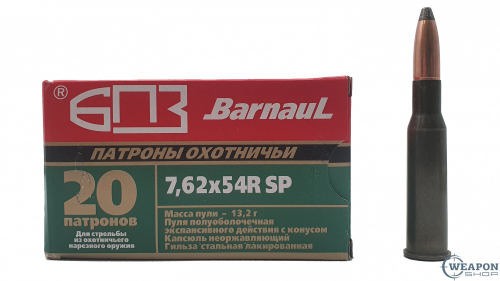 ® БПЗ Barnaul
ПАТРОНЫ ОХОТНИЧЬИ
20
патронов
Для стрельбы
из охотничьего
нарезного оружия
7,62x54R SP
Масса пули – 13,2 г
Пуля полуоболочечная
экспансивного действия с конусом
Капсюль неоржавляющий
Гильза стальная лакированная
WEAPON
SHOP